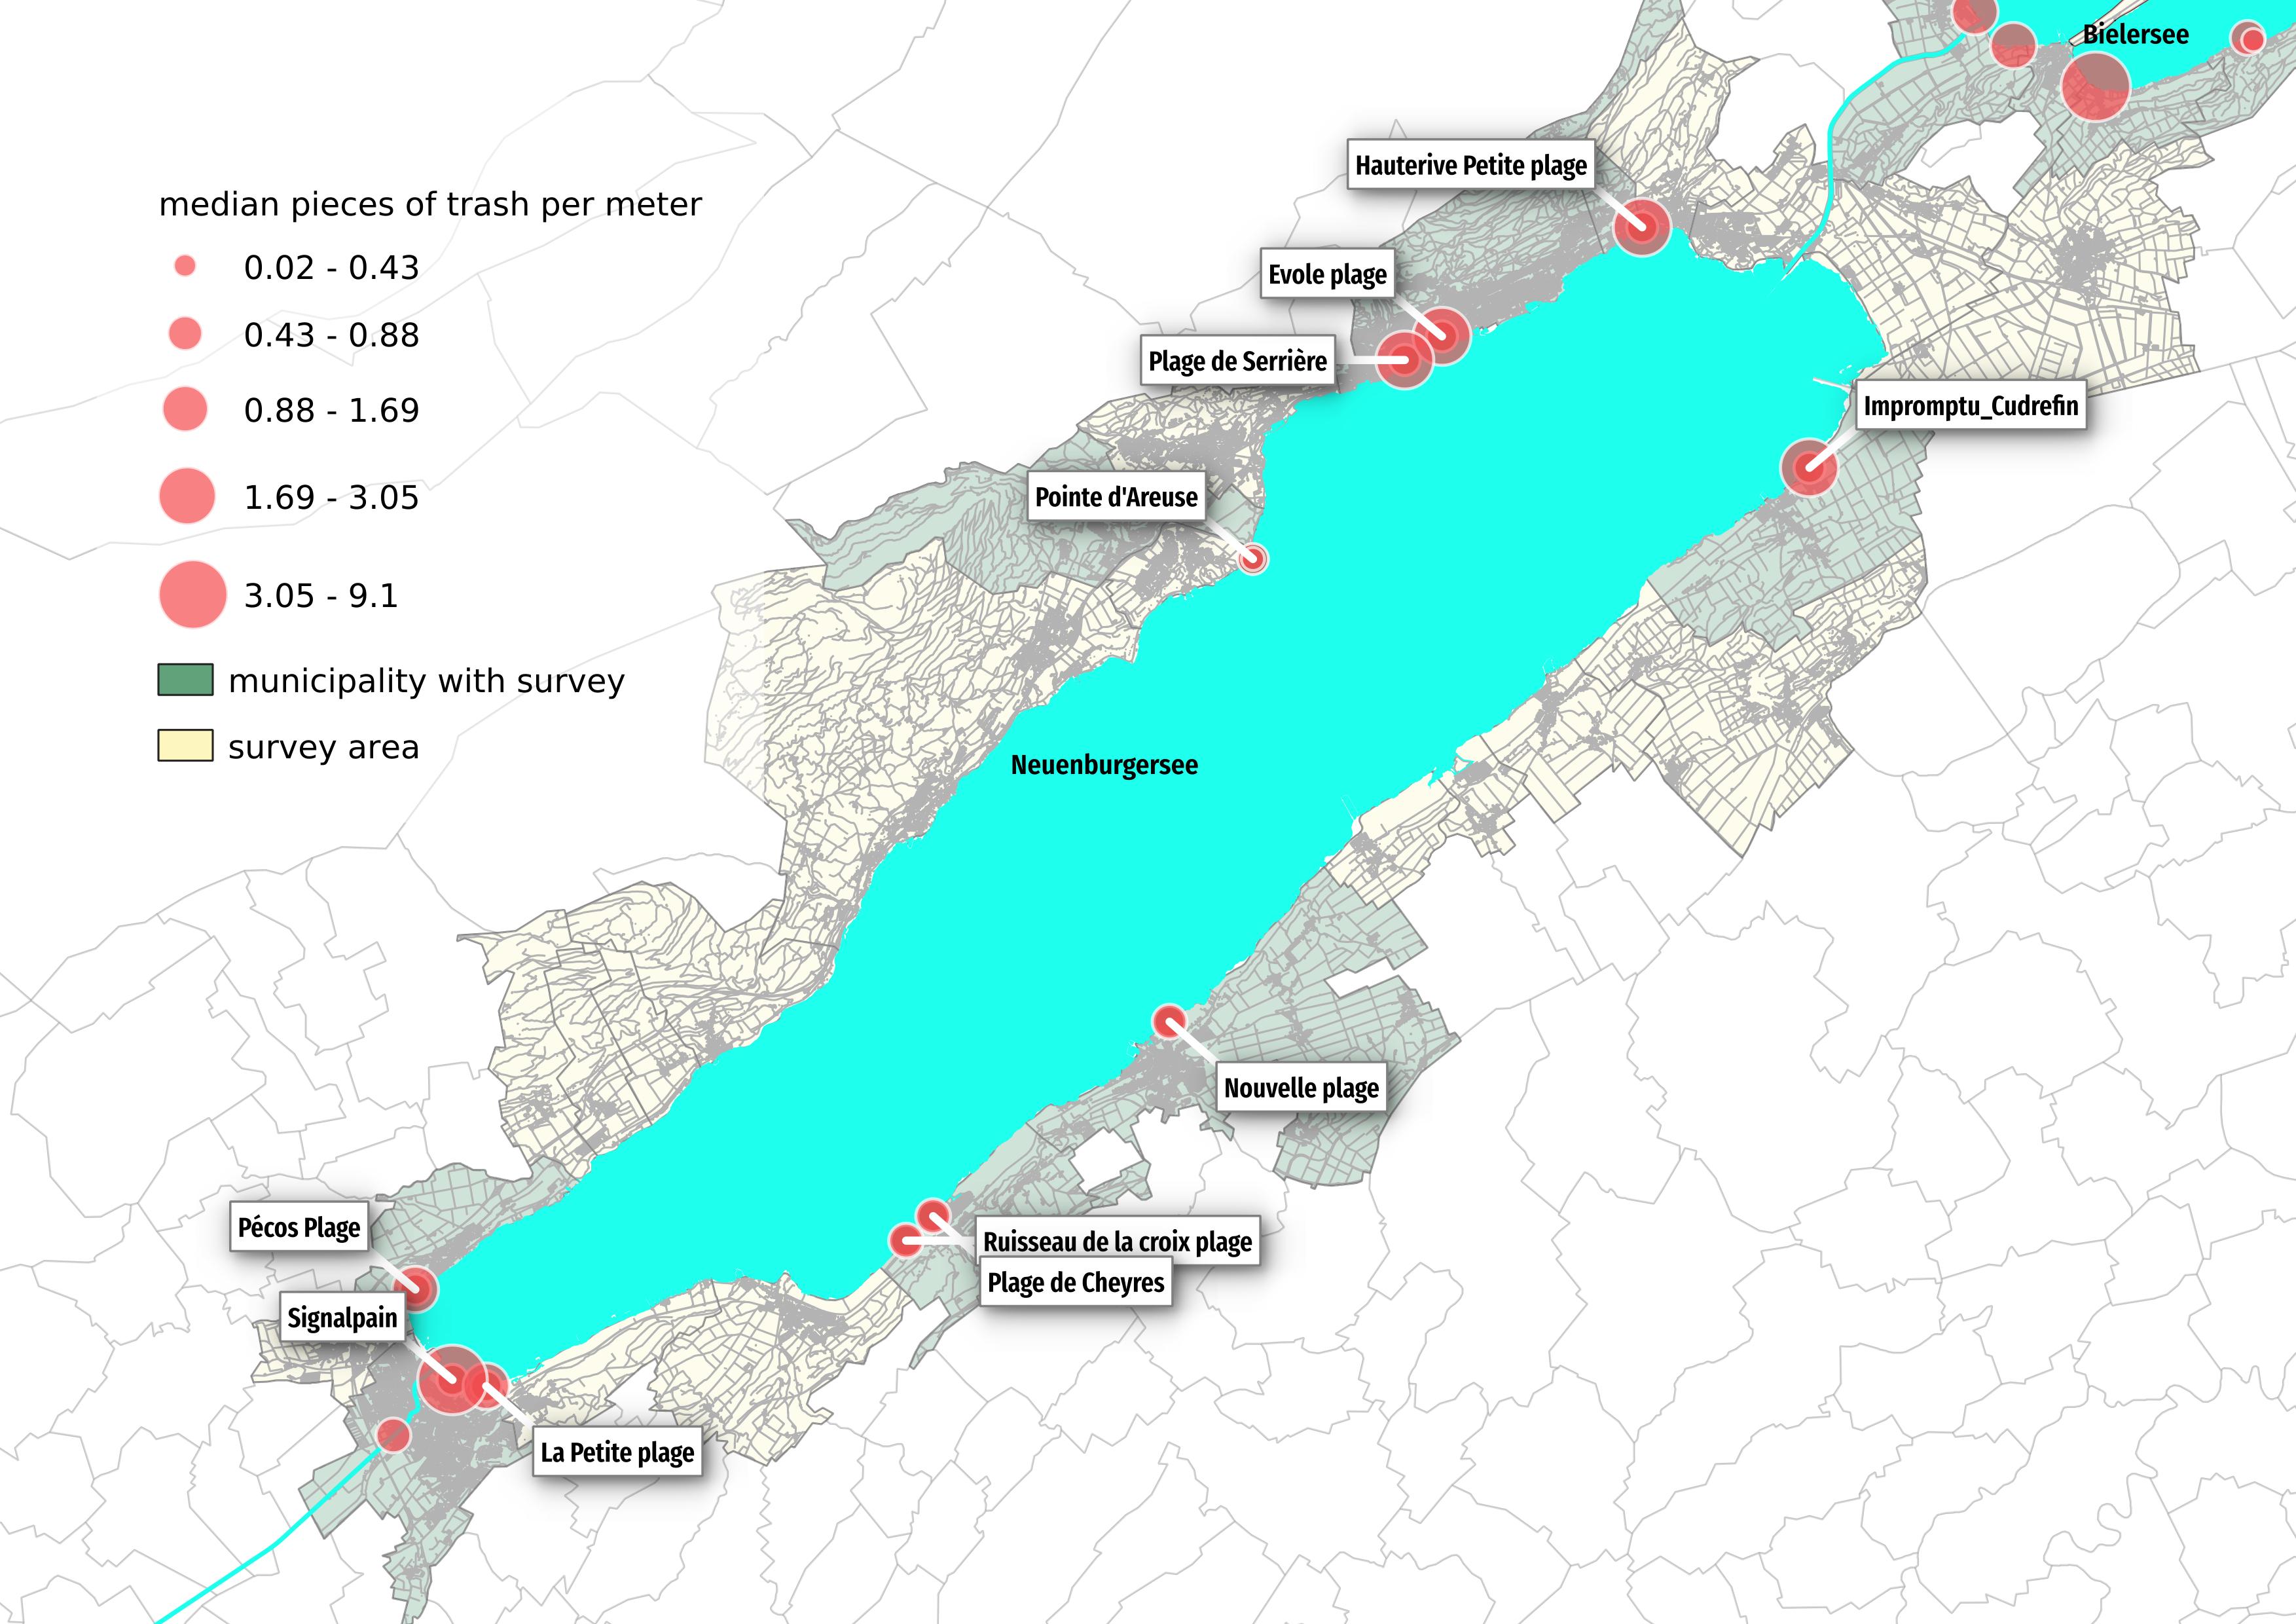 Bielersee
Hauterive Petite plage
median pieces of trash per meter
0.02 - 0.43
0.43 - 0.88
0.88 - 1.69
1.69 - 3.05
3.05 - 9.1
municipality with survey
survey area
Evole plage
Plage de Serrière
Impromptu_Cudrefin
Pointe d'Areuse
Neuenburgersee
Nouvelle plage
Pécos Plage
Ruisseau de la croix plage
Plage de Cheyres
Signalpain
La Petite plage